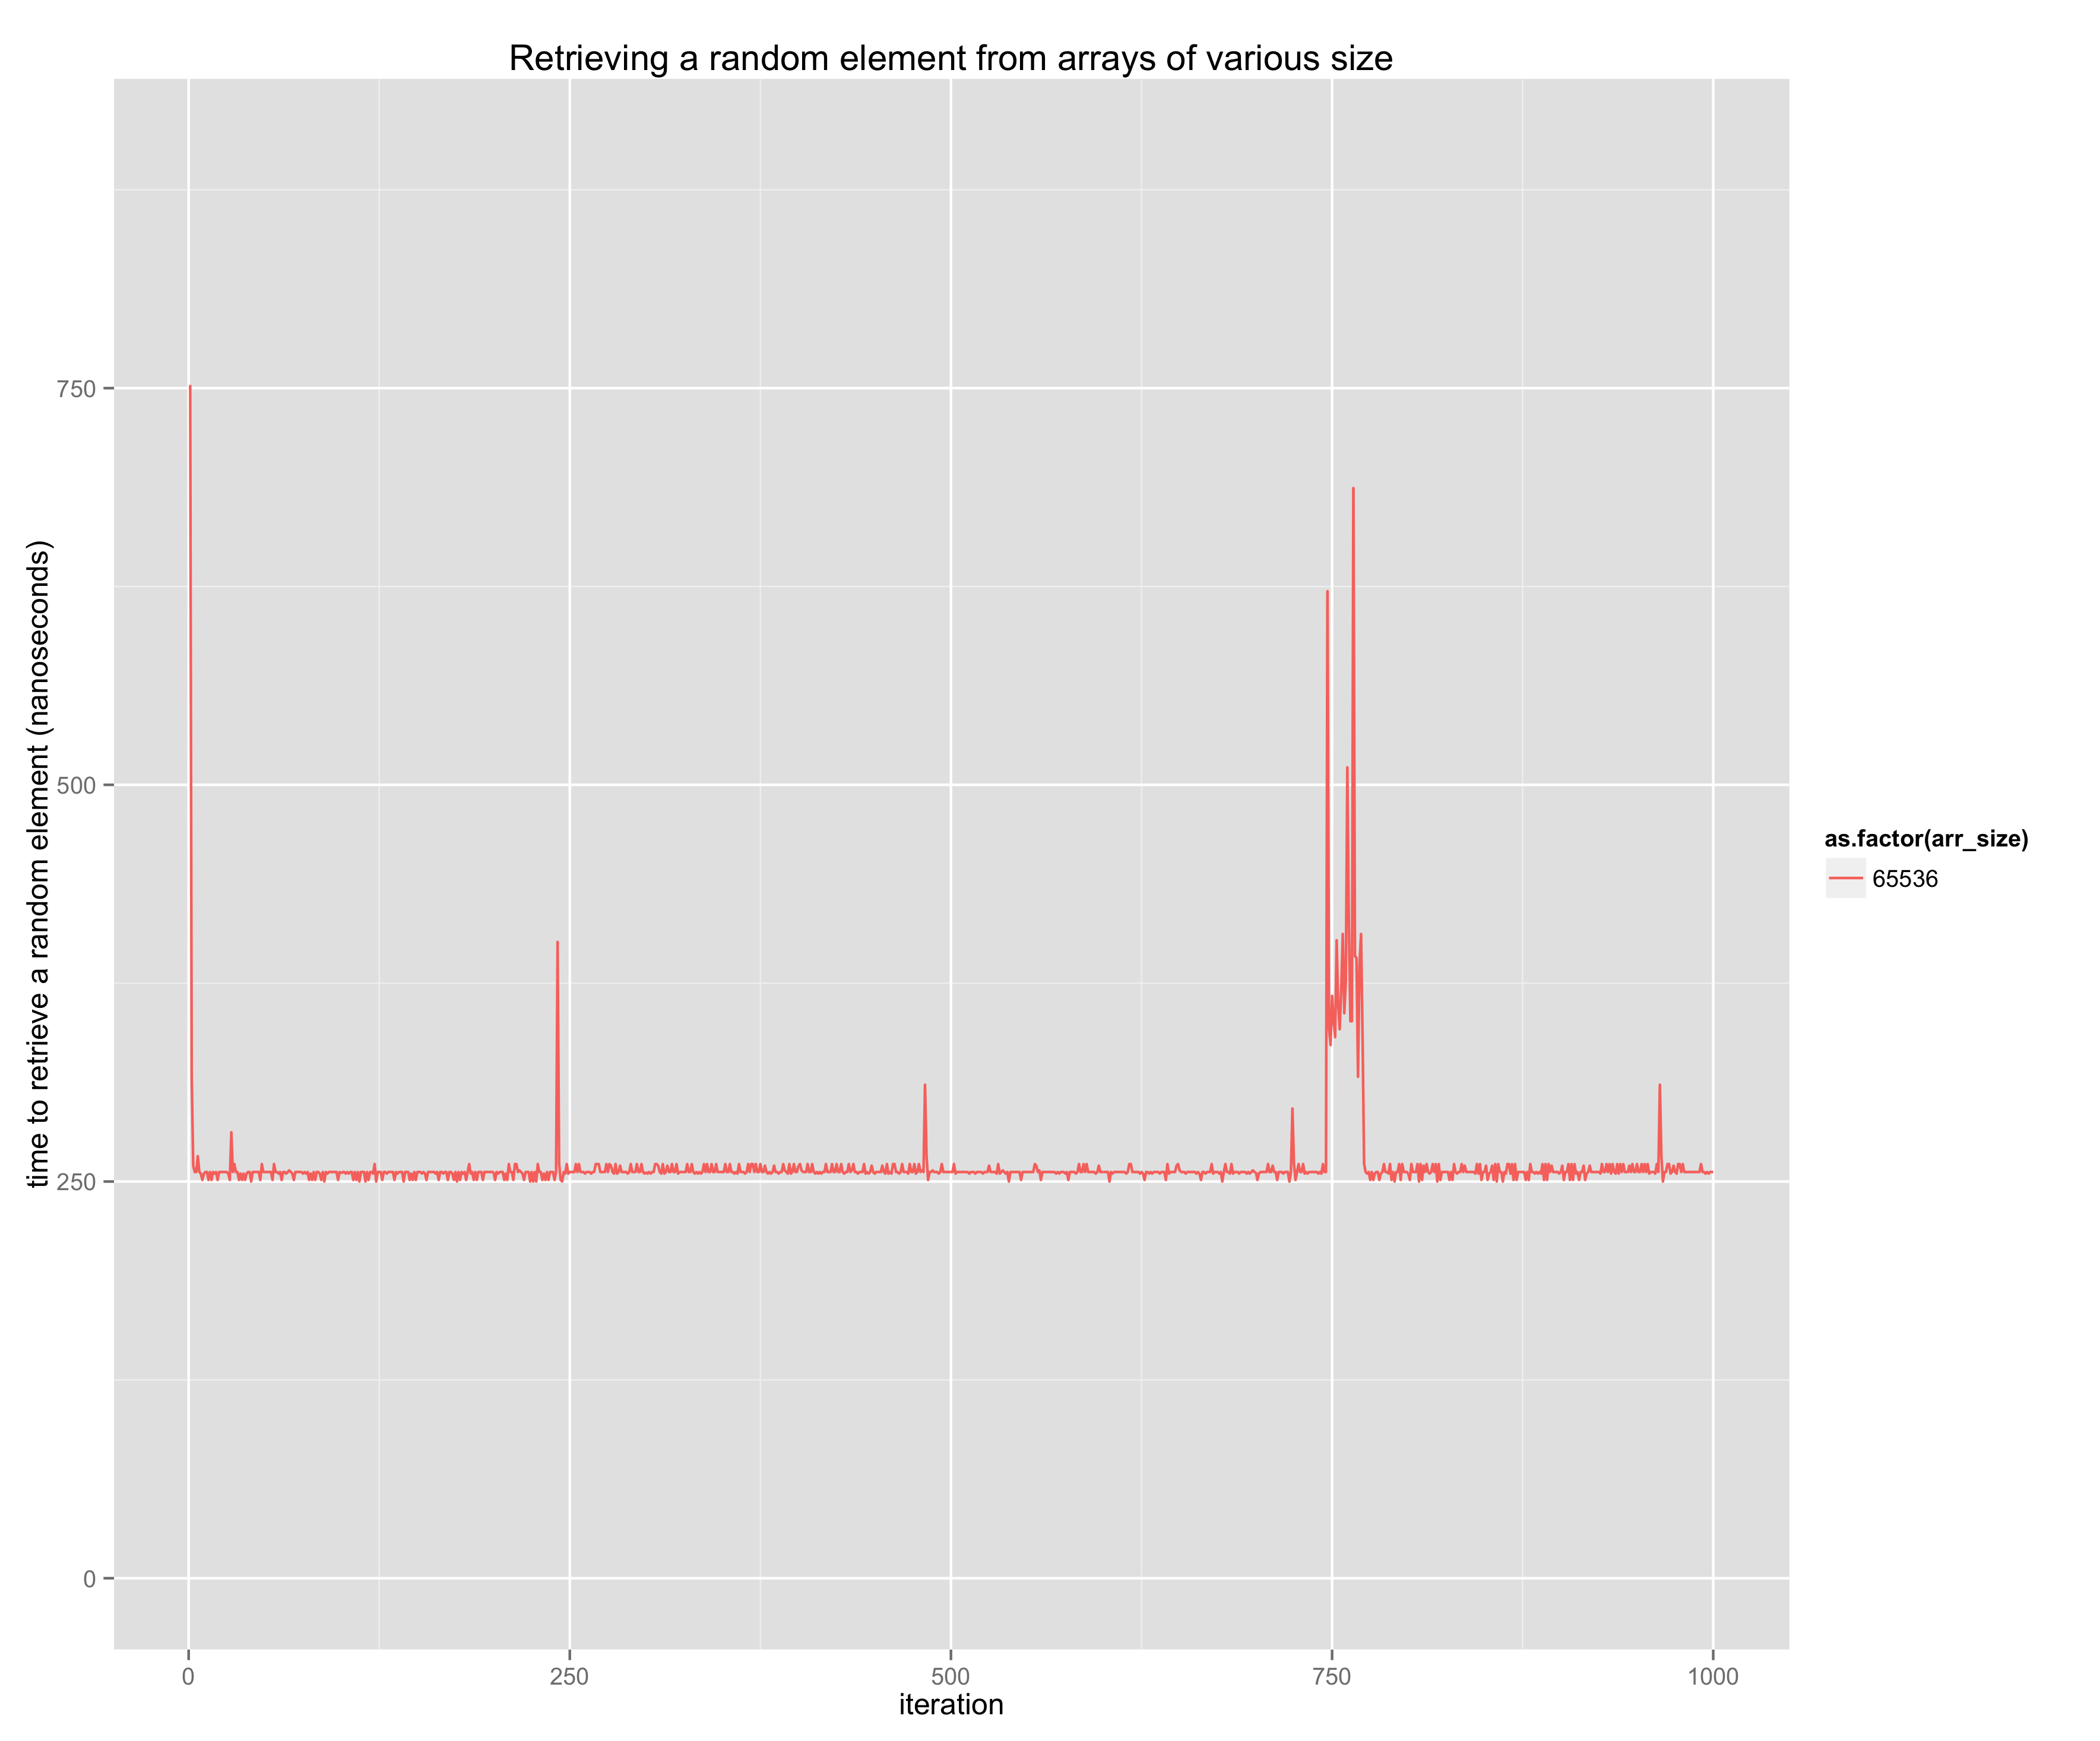 Retrieving a random element from arrays of various size
time to retrieve a random element (nanoseconds)
750
500
250
0
0 250 500 750 1000
iteration
as.factor(arr_size)
65536